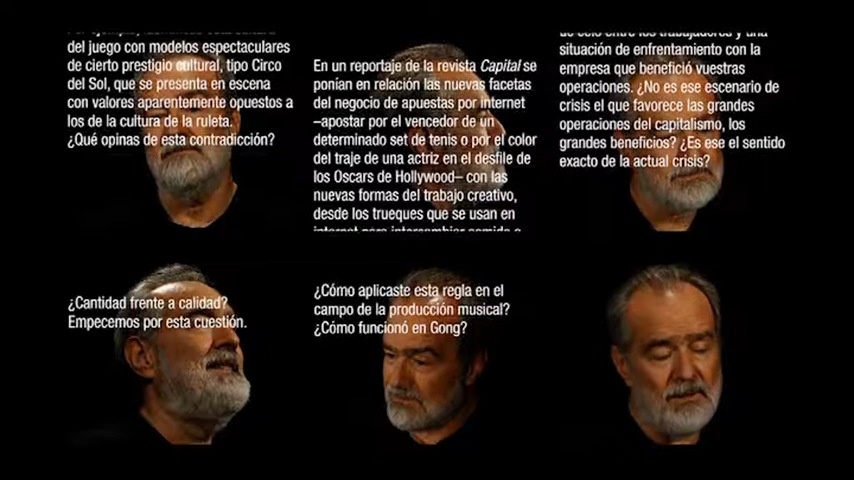 del juego con modelos espectaculares
de cierto prestigio cultural, tipo Circo
del Sol, que se presenta en escena
con valores aparentemente opuestos a
los de la cultura de la ruleta.
¿Qué opinas de esta contradicción?
En un reportaje de la revista Capital se
ponían en relación las nuevas facetas
del negocio de apuestas por internet
–apostar por el vencedor de un
determinado set de tenis o por el color
del traje de una actriz en el desfile de
los Oscars de Hollywood– con las
nuevas formas del trabajo creativo,
desde los trueques que se usan en
de celo entre los trabajadores y una
situación de enfrentamiento con la
empresa que benefició vuestras
operaciones. ¿No es ese escenario de
crisis el que favorece las grandes
operaciones del capitalismo, los
grandes beneficios? ¿Es ese el sentido
exacto de la actual crisis?
¿Cantidad frente a calidad?
Empecemos por esta cuestión.
¿Cómo aplicaste esta regla en el
campo de la producción musical?
¿Cómo funcionó en Gong?